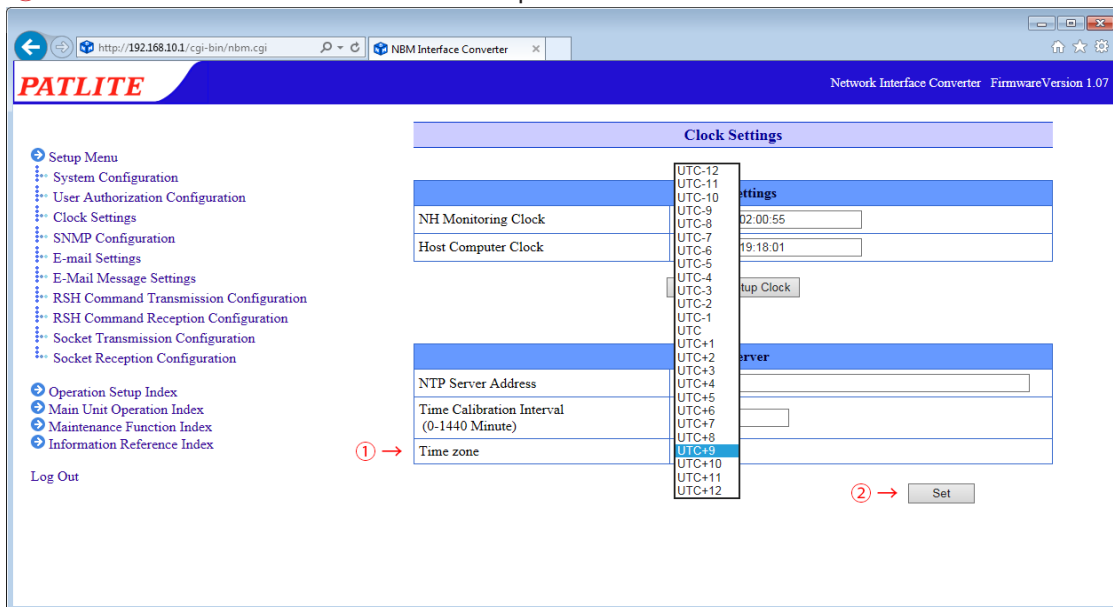 http://192.168.10.1/cgi-bin/nbm.cgi
NBM Interface Converter
PATLITE
Network Interface Converter FirmwareVersion 1.07
Clock Settings
Setup Menu
System Configuration
User Authorization Configuration
Clock Settings
SNMP Configuration
E-mail Settings
E-Mail Message Settings
RSH Command Transmission Configuration
RSH Command Reception Configuration
Socket Transmission Configuration
Socket Reception Configuration
Operation Setup Index
Main Unit Operation Index
Maintenance Function Index
Information Reference Index
Log Out
ettings
NH Monitoring Clock
02:00:55
Host Computer Clock
19:18:01
tup Clock
erver
NTP Server Address
Time Calibration Interval
(0-1440 Minute)
① → Time zone
UTC-12
UTC-11
UTC-10
UTC-9
UTC-8
UTC-7
UTC-6
UTC-5
UTC-4
UTC-3
UTC-2
UTC-1
UTC
UTC+1
UTC+2
UTC+3
UTC+4
UTC+5
UTC+6
UTC+7
UTC+8
UTC+9
UTC+10
UTC+11
UTC+12
② → Set